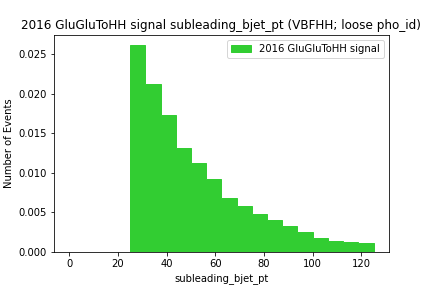 2016 GluGluToHH signal subleading_bjet_pt (VBFHH; loose pho_id)
2016 GluGluToHH signal
Number of Events
0.025
0.020
0.015
0.010
0.005
0.000
0 20 40 60 80 100 120
subleading_bjet_pt